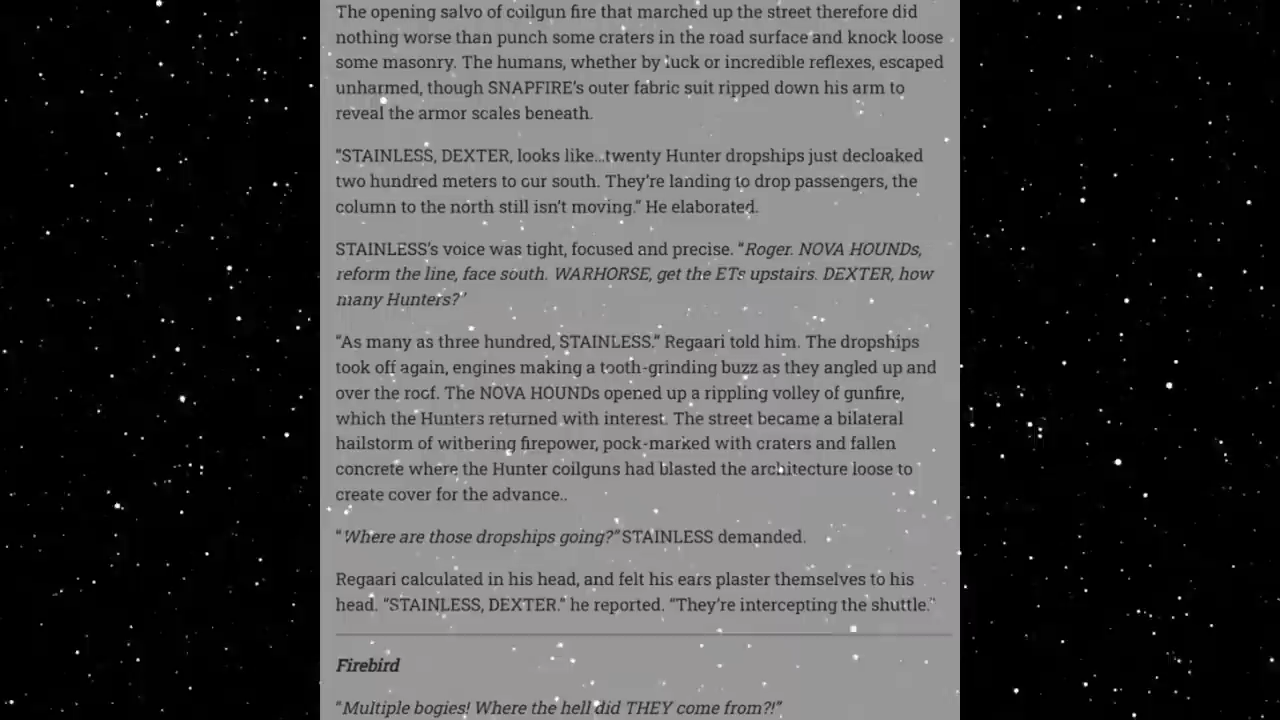 The opening salvo of coilgun fire that marched up the street therefore did
nothing worse than punch some craters in the road surface and knock loose
some masonry. The humans, whether by luck or incredible reflexes, escaped
unharmed, though SNAPFIRE’s outer fabric suit ripped down his arm to
reveal the armor scales beneath.
“STAINLESS, DEXTER, looks like…twenty Hunter dropships just decloaked
two hundred meters to our south. They’re landing to drop passengers, the
column to the north still isn’t moving.” He elaborated.
STAINLESS’s voice was tight, focused and precise. “Roger. NOVA HOUNDs,
reform the line, face south. WARHORSE, get the ETs upstairs. DEXTER, how
many Hunters?”
“As many as three hundred, STAINLESS.” Regaari told him. The dropships
took off again, engines making a tooth-grinding buzz as they angled up and
over the roof. The NOVA HOUNDs opened up a rippling volley of gunfire,
which the Hunters returned with interest. The street became a bilateral
hailstorm of withering firepower, pock-marked with craters and fallen
concrete where the Hunter coilguns had blasted the architecture loose to
create cover for the advance..
“Where are those dropships going?” STAINLESS demanded.
Regaari calculated in his head, and felt his ears plaster themselves to his
head. “STAINLESS, DEXTER.” he reported. “They’re intercepting the shuttle.”
Firebird
“Multiple bogies! Where the hell did THEY come from?!”